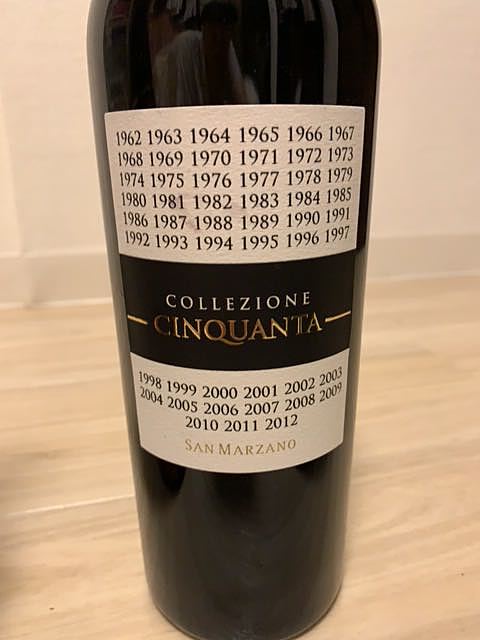 1962 1963 1964 1965 1966 1967
1968 1969 1970 1971 1972 1973
1974 1975 1976 1977 1978 1979
1980 1981 1982 1983 1984 1985
1986 1987 1988 1989 1990 1991
1992 1993 1994 1995 1996 1997
COLLEZIONE
CINQUANTA
1998 1999 2000 2001 2002 2003
2004 2005 2006 2007 2008 2009
2010 2011 2012
SAN MARZANO